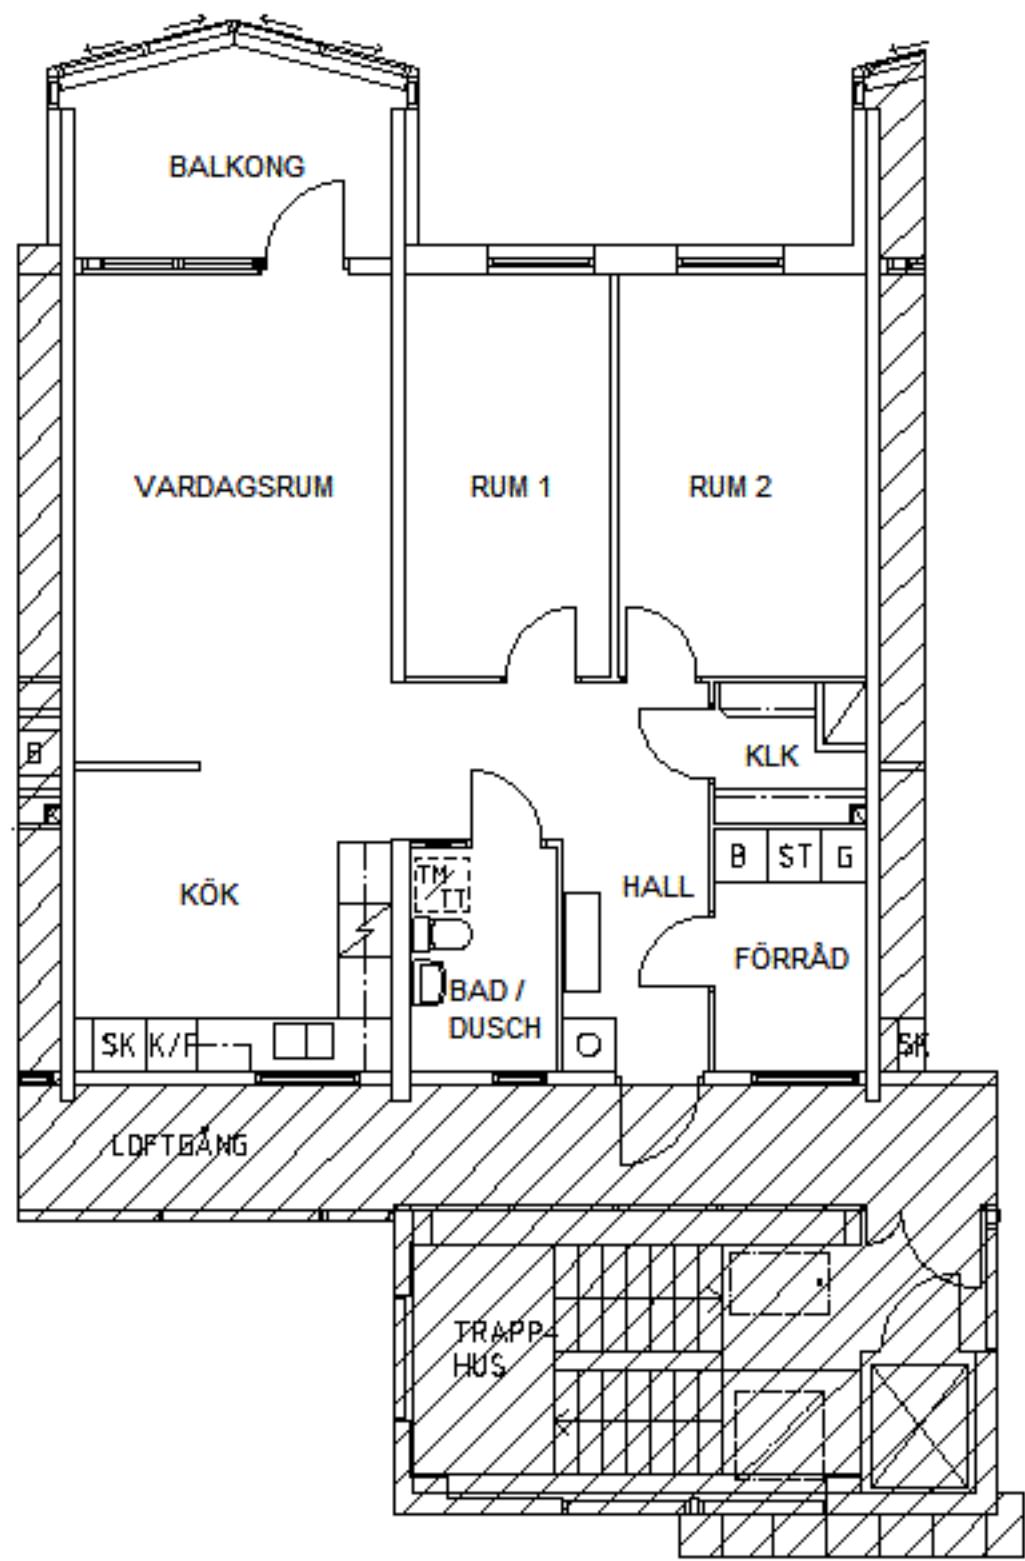 BALKONG
VARDAGSRUM
RUM 1
RUM 2
KLK
B
ST
G
TM
TT
HALL
KÖK
FÖRRÅD
BAD /
DUSCH
SK
K/F
SK
LOFTGÅNG
TRAPP-
HUS